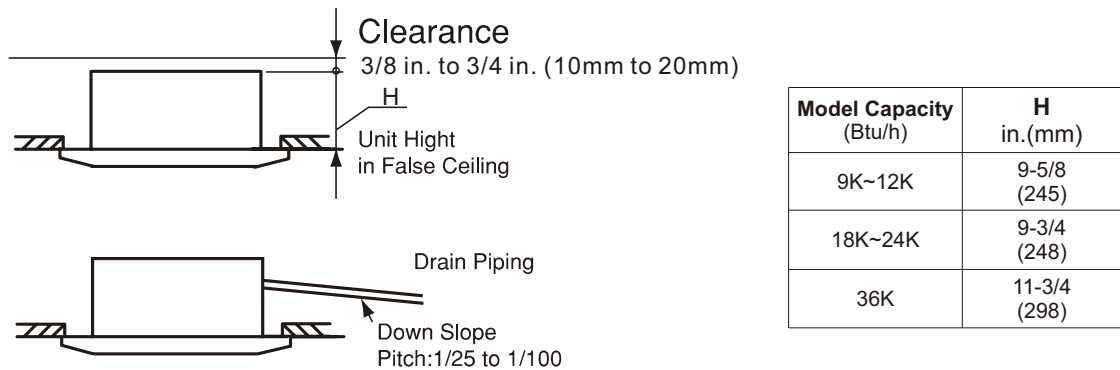 Clearance
3/8 in. to 3/4 in. (10mm to 20mm)
H
Unit Hight
in False Ceiling
Drain Piping
Down Slope
Pitch:1/25 to 1/100
Model Capacity
(Btu/h)
H
in.(mm)
9K~12K
9-5/8
(245)
18K~24K
9-3/4
(248)
36K
11-3/4
(298)